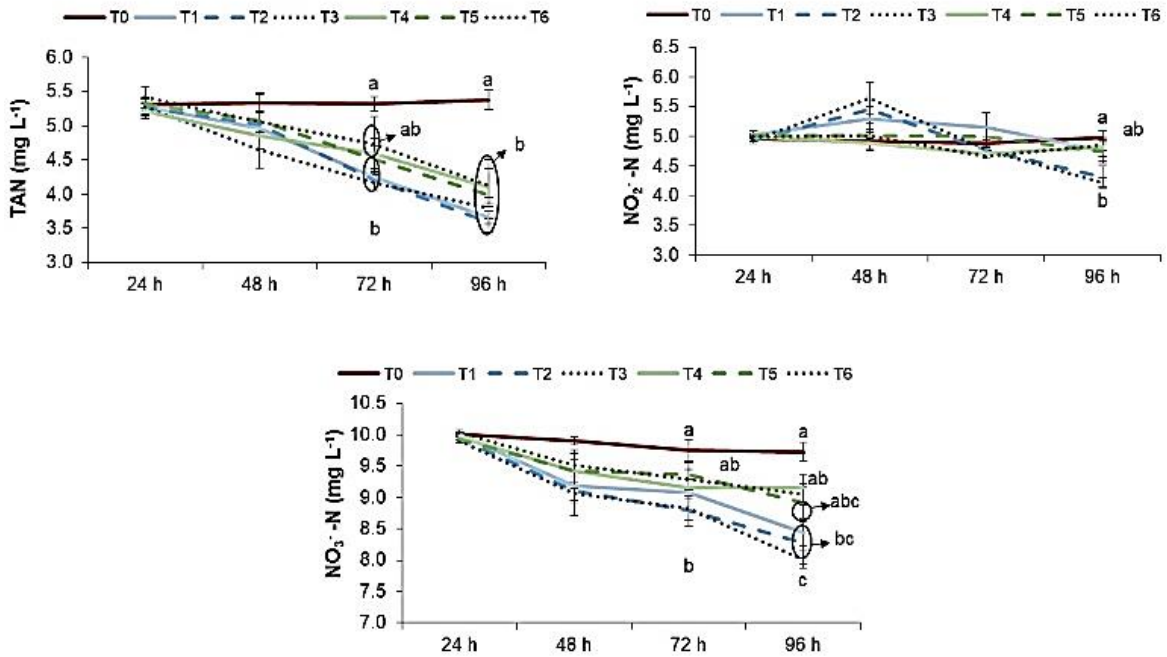 T0 T1 T2 T3 T4 T5 T6
TAN (mg L⁻¹)
6.0
5.5
5.0
4.5
4.0
3.5
3.0
a
a
ab
b
b
24 h 48 h 72 h 96 h
T0 T1 T2 T3 T4 T5 T6
NO₂⁻ -N (mg L⁻¹)
6.5
6.0
5.5
5.0
4.5
4.0
3.5
3.0
a
ab
b
24 h 48 h 72 h 96 h
T0 T1 T2 T3 T4 T5 T6
NO₃⁻ -N (mg L⁻¹)
10.5
10.0
9.5
9.0
8.5
8.0
7.5
7.0
a
a
ab
ab
abc
bc
b
c
24 h 48 h 72 h 96 h